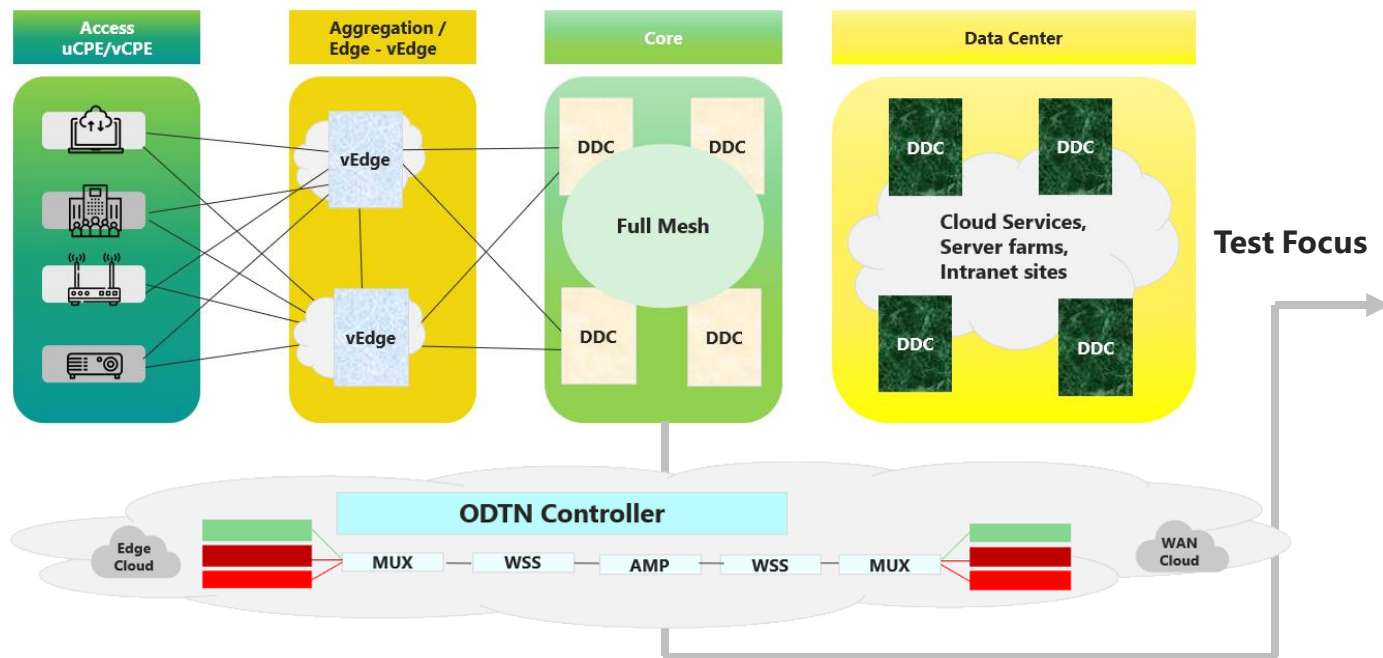 Access
uCPE/vCPE
Aggregation /
Edge - vEdge
Core
Data Center
vEdge
vEdge
DDC
DDC
Full Mesh
DDC
DDC
DDC
DDC
Cloud Services,
Server farms,
Intranet sites
DDC
DDC
Test Focus
ODTN Controller
Edge
Cloud
MUX
WSS
AMP
WSS
MUX
WAN
Cloud